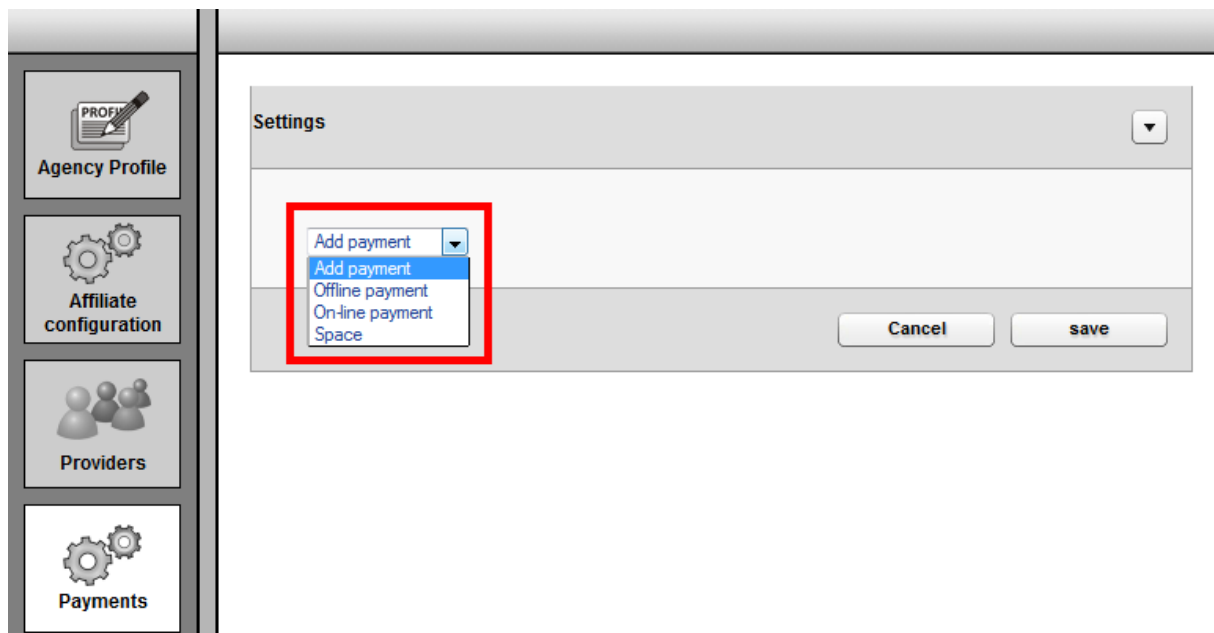 PROFI
Agency Profile
Affiliate
configuration
Providers
Payments
Settings
Add payment
Add payment
Offline payment
On-line payment
Space
Cancel
save